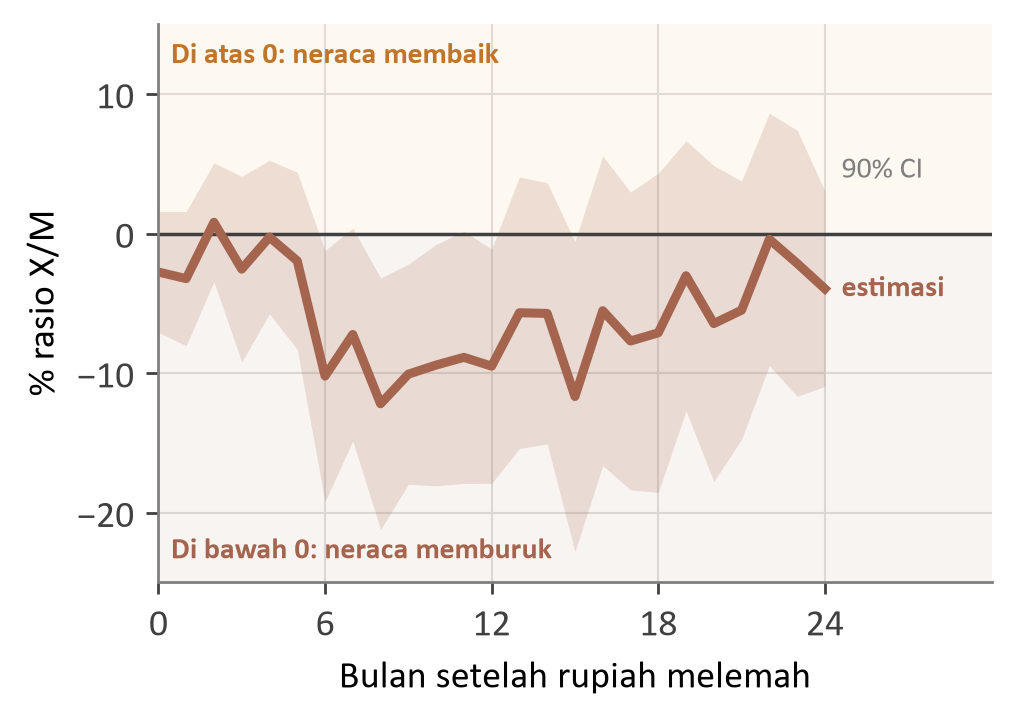 Di atas 0: neraca membaik
10
90% CI
0
estimasi
% rasio X/M
−10
−20
Di bawah 0: neraca memburuk
0 6 12 18 24
Bulan setelah rupiah melemah